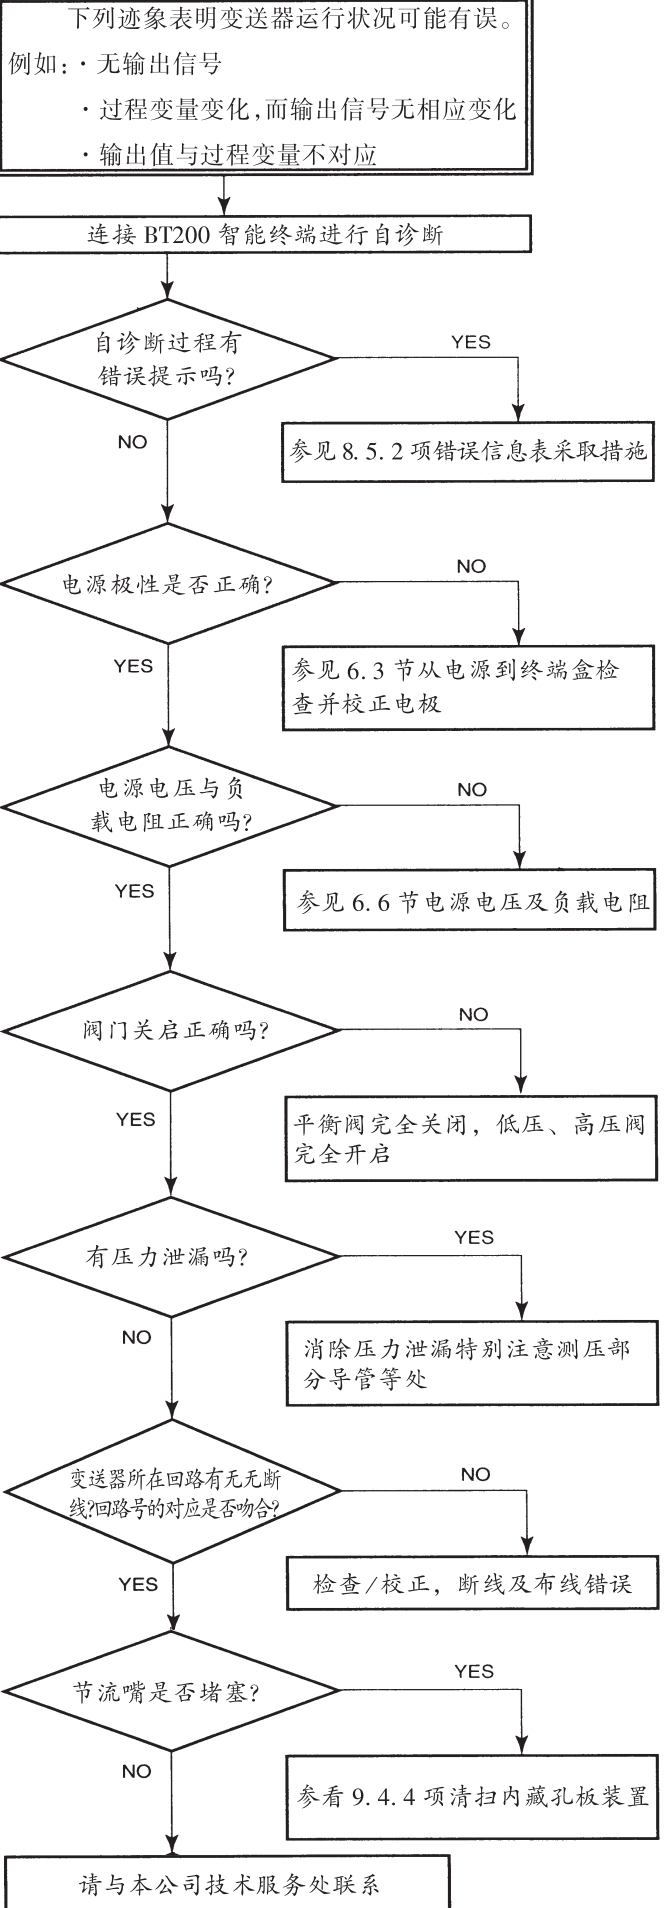 下列迹象表明变送器运行状况可能有误。
例如:·无输出信号
·过程变量变化,而输出信号无相应变化
·输出值与过程变量不对应
连接 BT200 智能终端进行自诊断
自诊断过程有
错误提示吗?
YES
NO
参见 8.5.2 项错误信息表采取措施
电源极性是否正确?
NO
YES
参见 6.3 节从电源到终端盒检
查并校正电极
电源电压与负
载电阻正确吗?
NO
YES
参见 6.6 节电源电压及负载电阻
阀门关启正确吗?
NO
YES
平衡阀完全关闭，低压、高压阀
完全开启
有压力泄漏吗?
YES
NO
消除压力泄漏特别注意测压部
分导管等处
变送器所在回路有无无断
线?回路号的对应是否吻合?
NO
YES
检查/校正，断线及布线错误
节流嘴是否堵塞?
YES
NO
参看 9.4.4 项清扫内藏孔板装置
请与本公司技术服务处联系